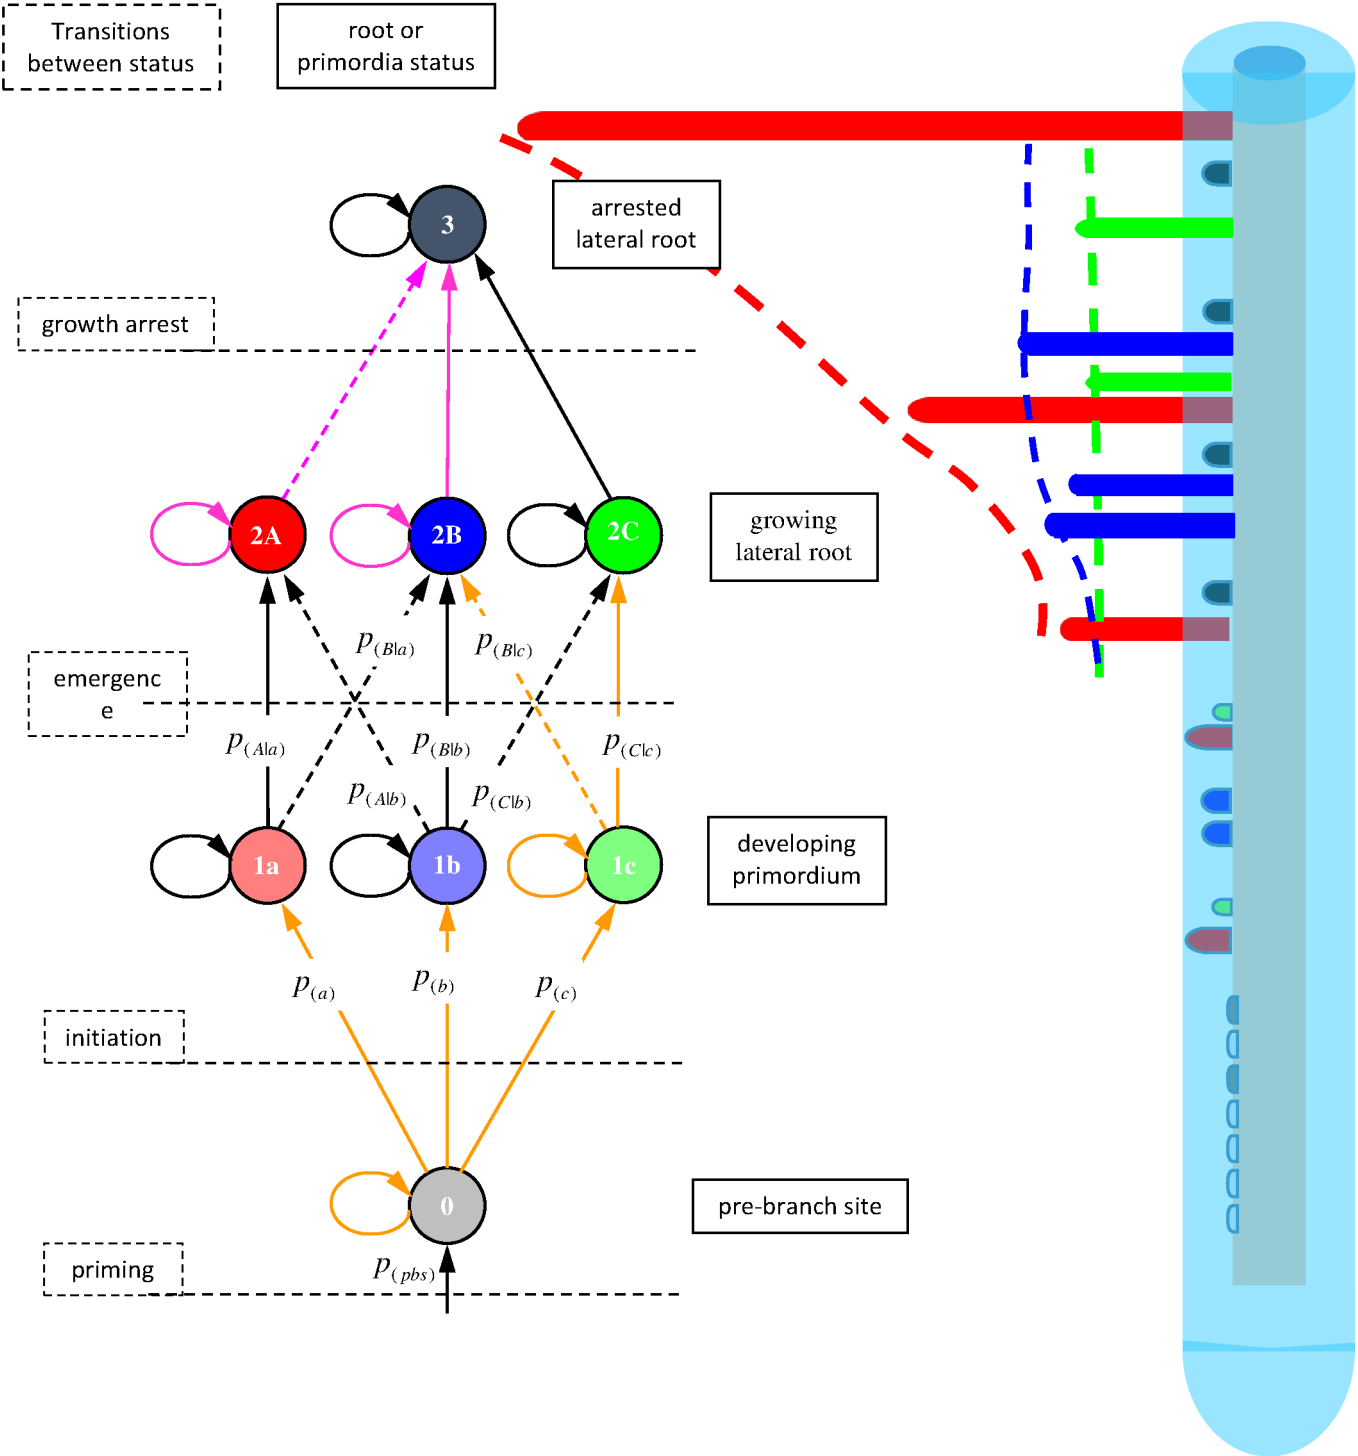 Transitions
between status
root or
primordia status
3
arrested
lateral root
growth arrest
2A
2B
2C
growing
lateral root
p(B|a)
p(B|c)
emergenc
e
p(A|a)
p(B|b)
p(C|c)
p(A|b)
p(C|b)
1a
1b
1c
developing
primordium
p(a)
p(b)
p(c)
initiation
0
pre-branch site
priming
p(pbs)